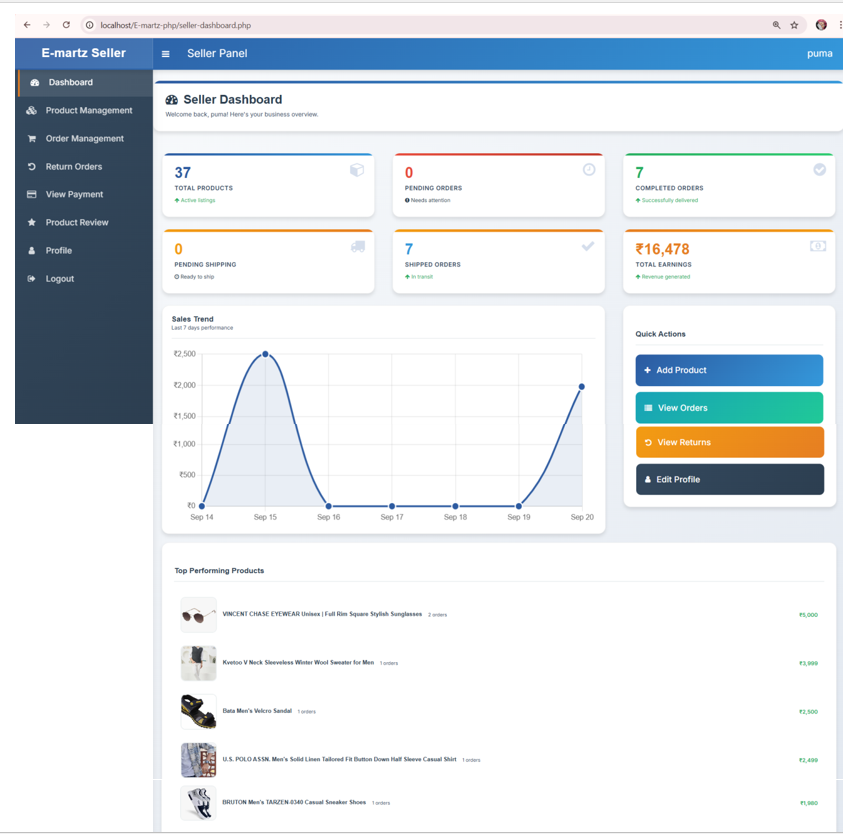 localhost/E-martz-php/seller-dashboard.php
E-martz Seller
Seller Panel
puma
Dashboard
Product Management
Order Management
Return Orders
View Payment
Product Review
Profile
Logout
Seller Dashboard
Welcome back, puma! Here's your business overview.
37
TOTAL PRODUCTS
Active listings
0
PENDING ORDERS
Needs attention
7
COMPLETED ORDERS
Successfully delivered
0
PENDING SHIPPING
Ready to ship
7
SHIPPED ORDERS
In transit
₹16,478
TOTAL EARNINGS
Revenue generated
Sales Trend
Last 7 days performance
₹2,500
₹2,000
₹1,500
₹1,000
₹500
₹0
Sep 14 Sep 15 Sep 16 Sep 17 Sep 18 Sep 19 Sep 20
Quick Actions
Add Product
View Orders
View Returns
Edit Profile
Top Performing Products
VINCENT CHASE EYEWEAR Unisex | Full Rim Square Stylish Sunglasses 2 orders ₹5,000
Kvetoo V Neck Sleeveless Winter Wool Sweater for Men 1 orders ₹3,999
Bata Men's Velcro Sandal 1 orders ₹2,500
U.S. POLO ASSN. Men's Solid Linen Tailored Fit Button Down Half Sleeve Casual Shirt 1 orders ₹2,499
BRUTON Men's TARZEN-0340 Casual Sneaker Shoes 1 orders ₹1,980